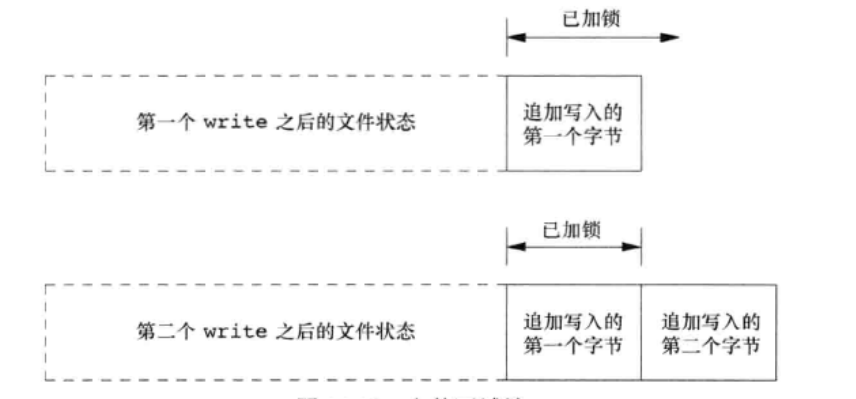 已加锁
第一个 write 之后的文件状态
追加写入的
第一个字节
已加锁
第二个 write 之后的文件状态
追加写入的
第一个字节
追加写入的
第二个字节